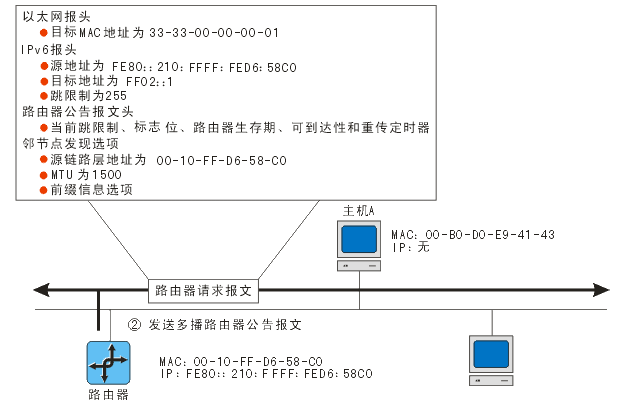 以太网报头
目标MAC地址为 33-33-00-00-00-01
IPv6报头
源地址为 FE80::210:FFFF:FED6:58C0
目标地址为 FF02::1
跳限制为255
路由器公告报文头
当前跳限制、标志位、路由器生存期、可到达性和重传定时器
邻节点发现选项
源链路层地址为 00-10-FF-D6-58-C0
MTU为1500
前缀信息选项
主机A
MAC: 00-B0-D0-E9-41-43
IP: 无
路由器请求报文
② 发送多播路由器公告报文
MAC: 00-10-FF-D6-58-C0
IP: FE80::210:FFFF:FED6:58C0
路由器